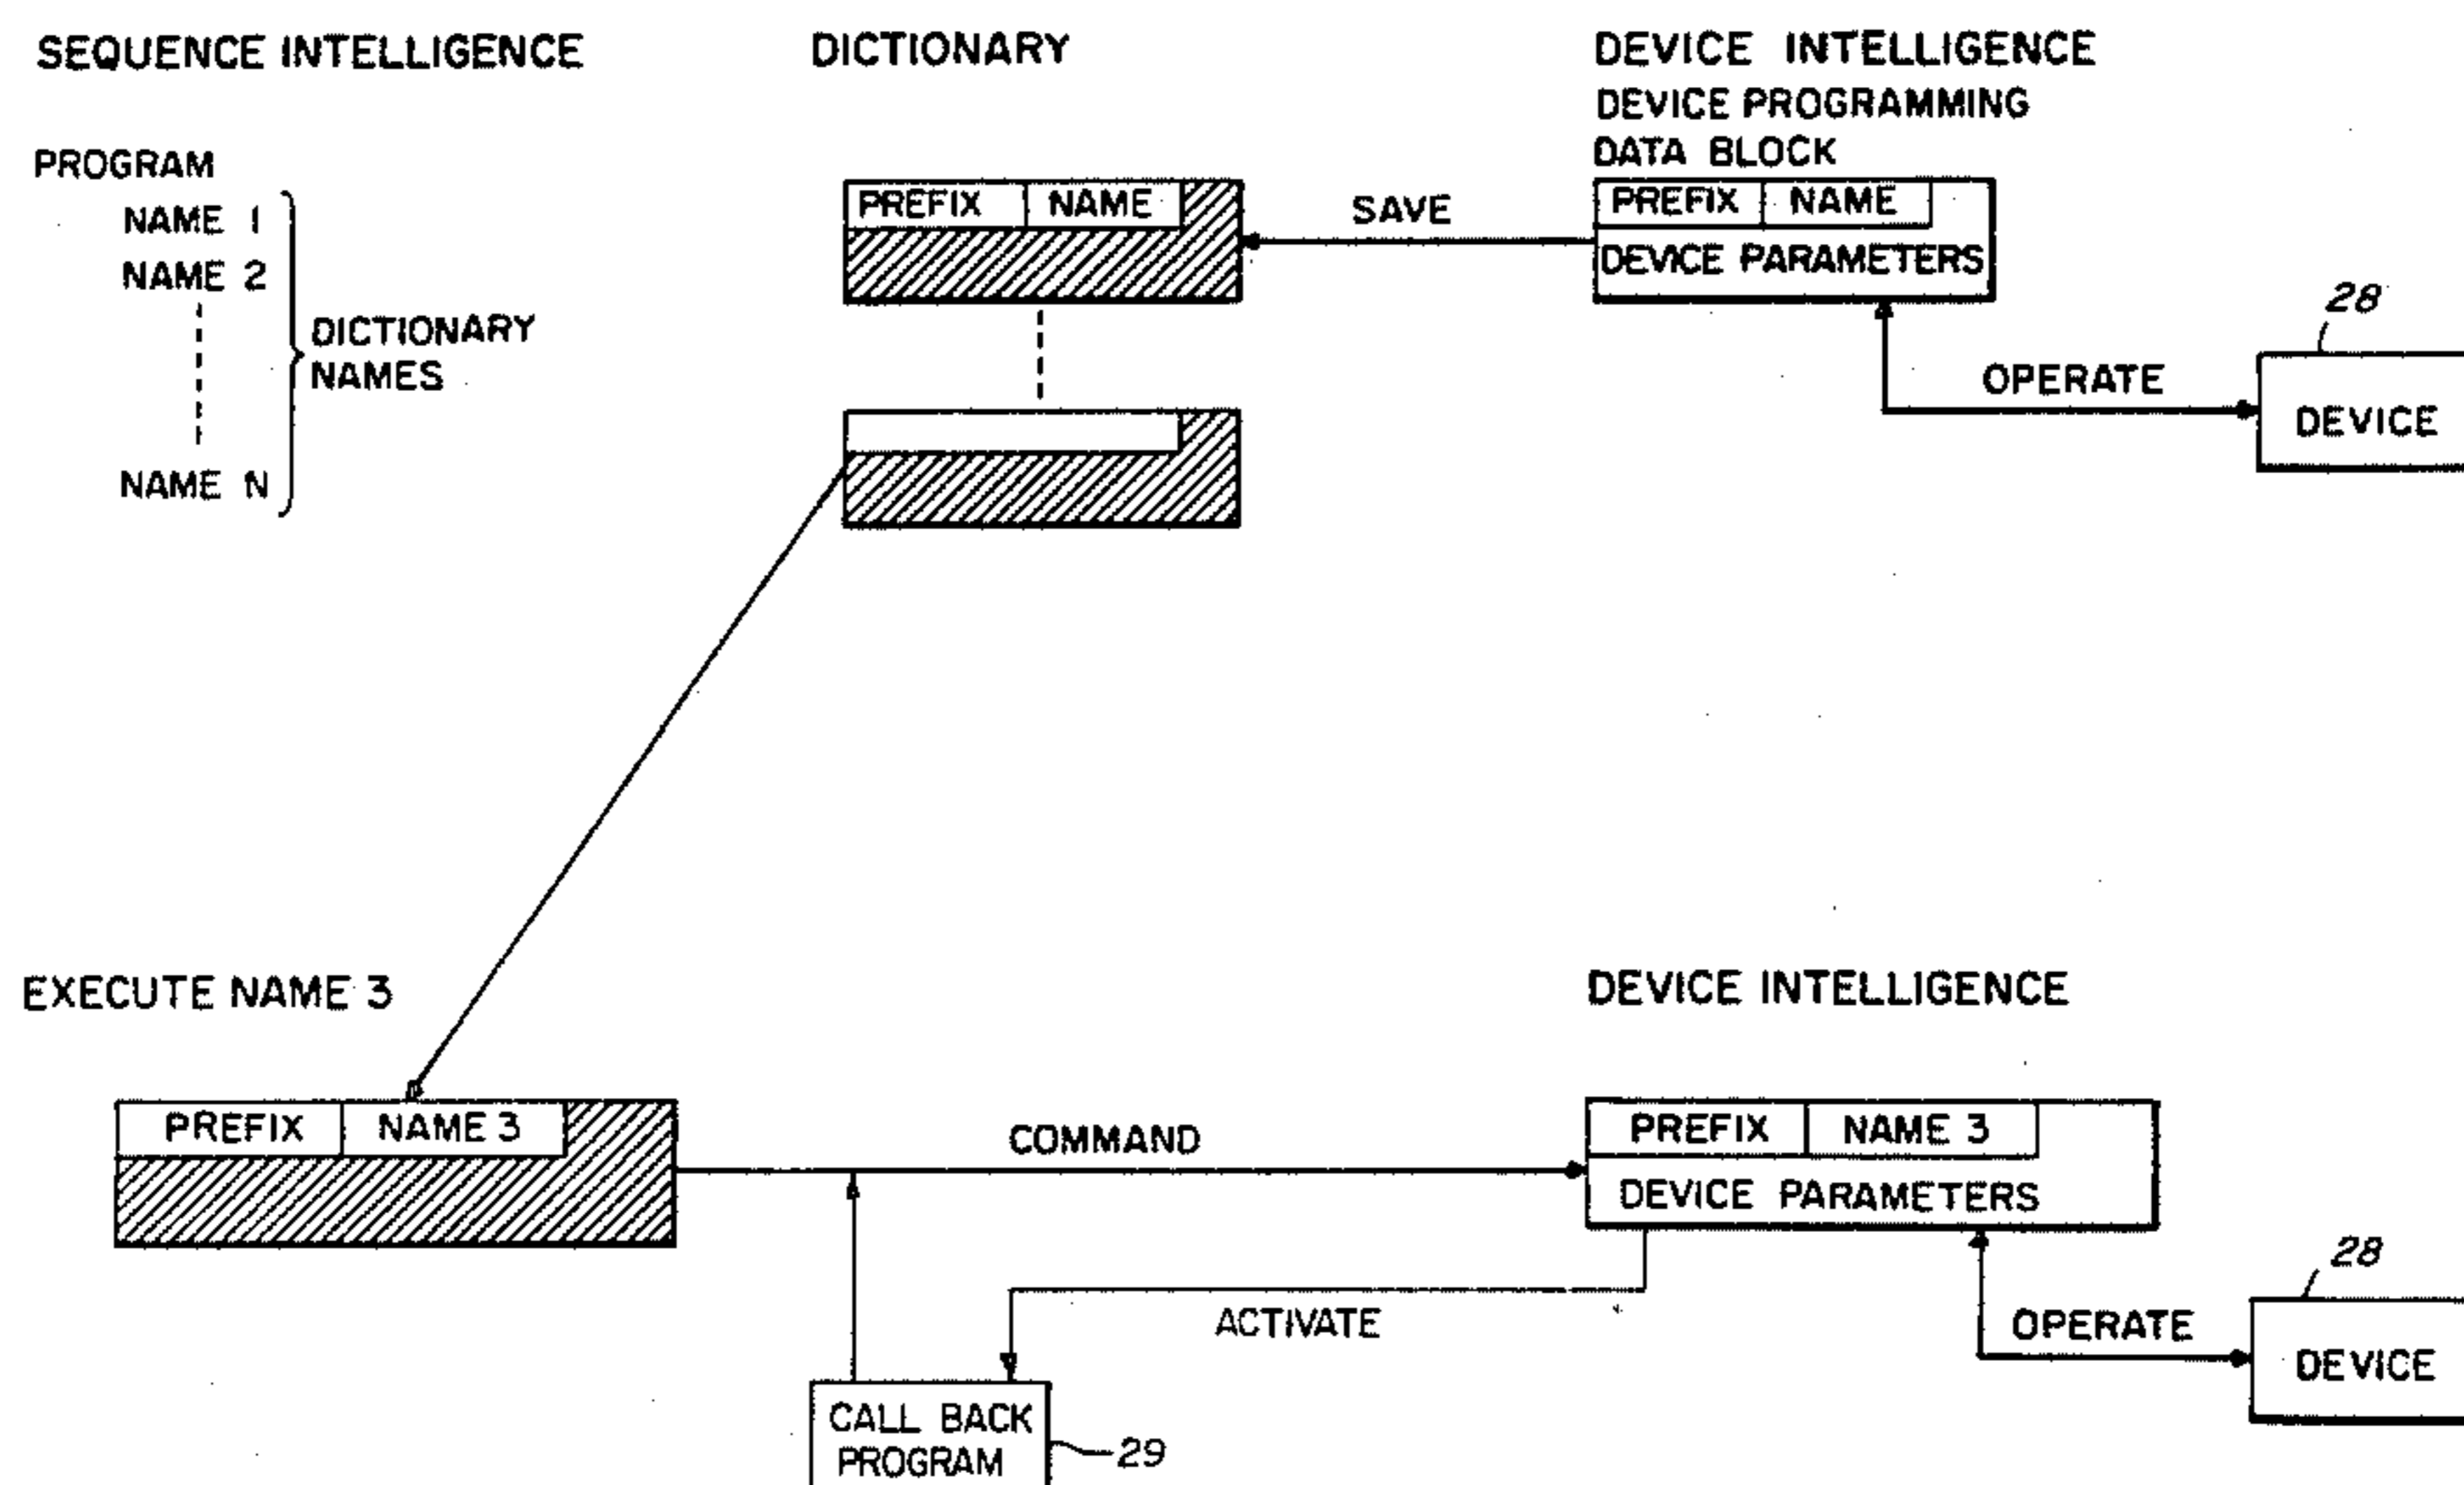 SEQUENCE INTELLIGENCE
DICTIONARY
DEVICE INTELLIGENCE
DEVICE PROGRAMMING
DATA BLOCK
PROGRAM
NAME 1
NAME 2
NAME N
DICTIONARY
NAMES
PREFIX NAME
SAVE
PREFIX NAME
DEVICE PARAMETERS
28
OPERATE
DEVICE
EXECUTE NAME 3
DEVICE INTELLIGENCE
PREFIX NAME 3
COMMAND
PREFIX NAME 3
DEVICE PARAMETERS
ACTIVATE
28
OPERATE
DEVICE
CALL BACK
PROGRAM
29